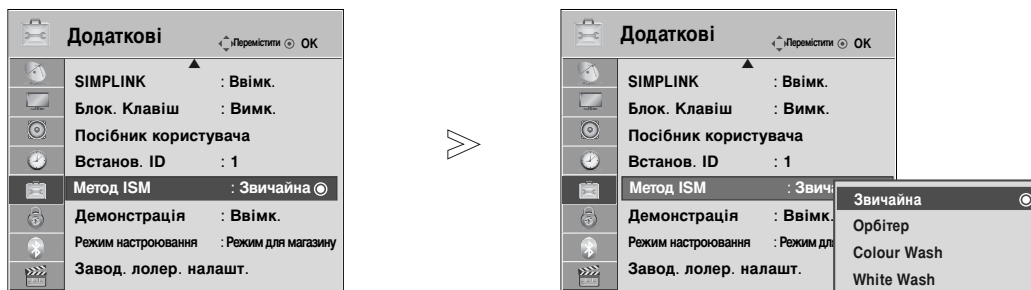 Додаткові
Перемістити OK
SIMPLINK : Ввімк.
Блок. Клавіш : Вимк.
Посібник користувача
Встанов. ID : 1
Метод ISM : Звичайна
Демонстрація : Ввімк.
Режим настроювання : Режим для магазину
Завод. лолер. налашт.
Додаткові
Перемістити OK
SIMPLINK : Ввімк.
Блок. Клавіш : Вимк.
Посібник користувача
Встанов. ID : 1
Метод ISM : Звич
Демонстрація : Ввімк.
Режим настроювання : Режим для
Завод. лолер. налашт.
Звичайна
Орбітер
Colour Wash
White Wash